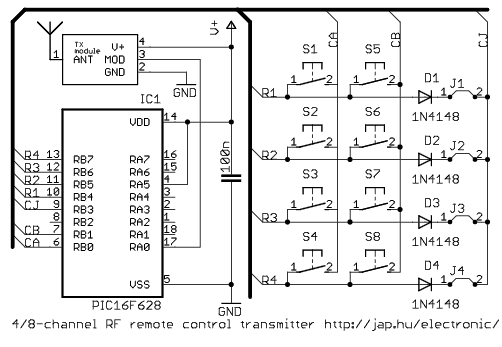 V+
CA
CB
CJ
TX
module
ANT
V+
MOD
GND
1
4
3
2
GND
IC1
VDD
14
R4 13 RB7 RA7 16
R3 12 RB6 RA6 15
R2 11 RB5 RA5 4
R1 10 RB4 RA4 3
CJ 9 RB3 RA3 2
8 RB2 RA2 1
CB 7 RB1 RA1 18
CA 6 RB0 RA0 17
VSS 5
PIC16F628
100n
GND
S1 S5
R1 1 2 1 2 D1 1 J1 2
1N4148
S2 S6
R2 1 2 1 2 D2 1 J2 2
1N4148
S3 S7
R3 1 2 1 2 D3 1 J3 2
1N4148
S4 S8
R4 1 2 1 2 D4 1 J4 2
1N4148
4/8-channel RF remote control transmitter http://jap.hu/electronic/